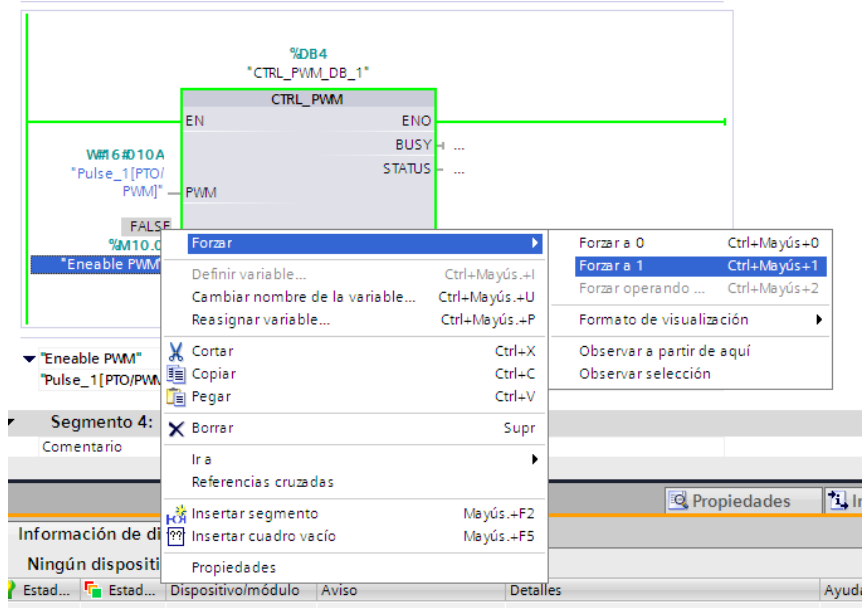 %DB4
"CTRL_PWM_DB_1"
CTRL_PWM
EN ENO
BUSY ...
W#16#010A
STATUS ...
"Pulse_1[PTO/
PWM]" PWM
FALSE
%M10.0
"Eneable PWM"
Forzar
Definir variable... Ctrl+Mayús.+I
Cambiar nombre de la variable... Ctrl+Mayús.+U
Reasignar variable... Ctrl+Mayús.+P
Cortar Ctrl+X
Copiar Ctrl+C
Pegar Ctrl+V
Borrar Supr
Ir a
Referencias cruzadas
Insertar segmento Mayús.+F2
Insertar cuadro vacío Mayús.+F5
Propiedades
Forzar a 0 Ctrl+Mayús+0
Forzar a 1 Ctrl+Mayús+1
Forzar operando ... Ctrl+Mayús+2
Formato de visualización
Observar a partir de aquí
Observar selección
"Eneable PWM"
"Pulse_1[PTO/PWM
Segmento 4:
Comentario
Propiedades
Información de di
Ningún dispositi
Estad... Estad... Dispositivo/módulo Aviso Detalles Ayuda